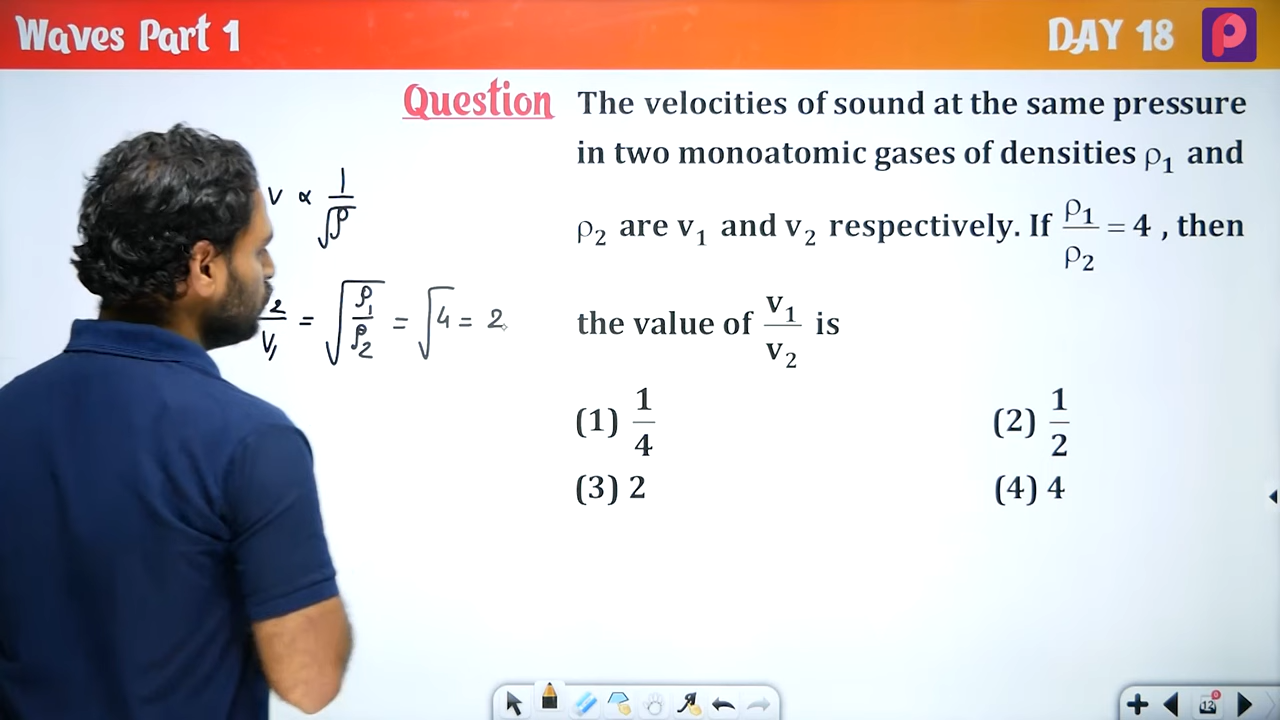 Waves Part 1
DAY 18
Question The velocities of sound at the same pressure
in two monoatomic gases of densities ρ₁ and
ρ₂ are v₁ and v₂ respectively. If ρ₁/ρ₂ = 4 , then
the value of v₁/v₂ is
(1) 1/4 (2) 1/2
(3) 2 (4) 4
v ∝ 1/√ρ
2/v₁ = √(ρ₁/ρ₂) = √4 = 2
12